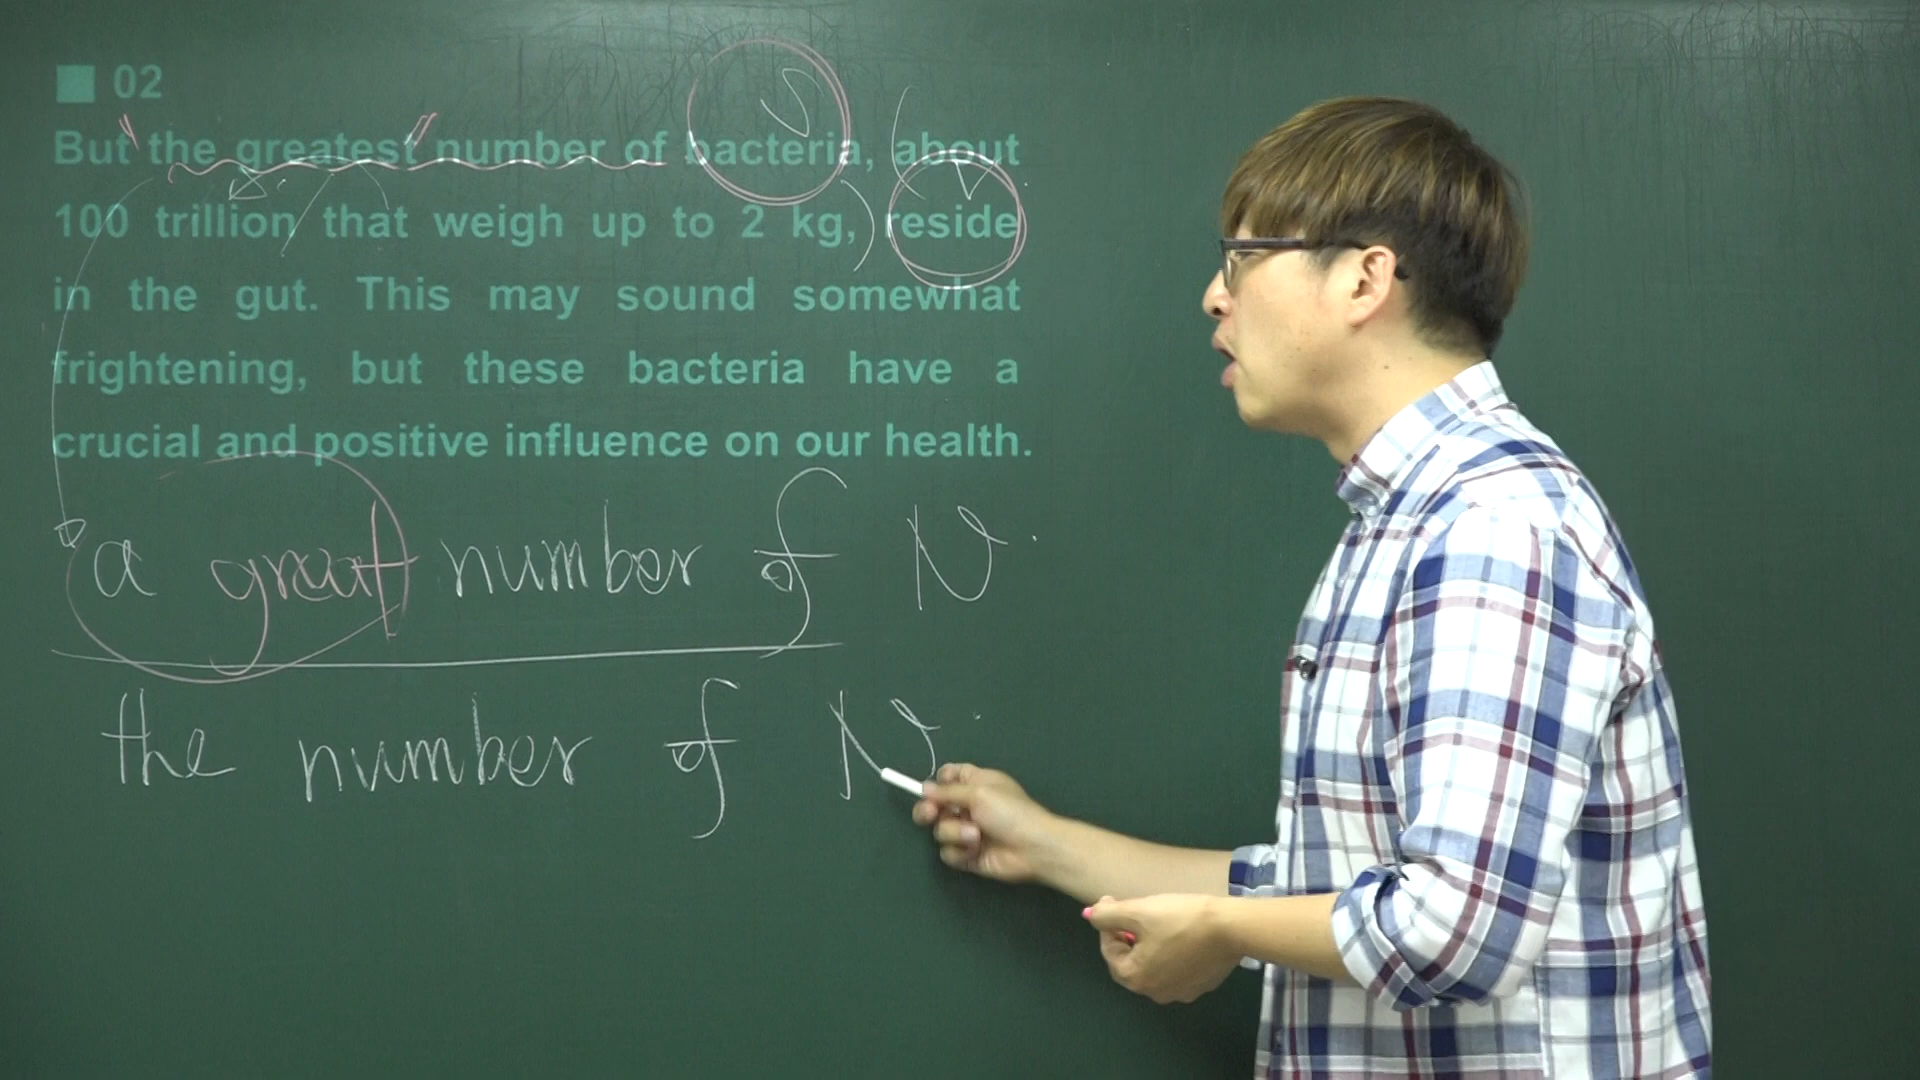 ■ 02
But the greatest number of bacteria, about
100 trillion that weigh up to 2 kg, reside
in the gut. This may sound somewhat
frightening, but these bacteria have a
crucial and positive influence on our health.
S
V
a great number of N
the number of N